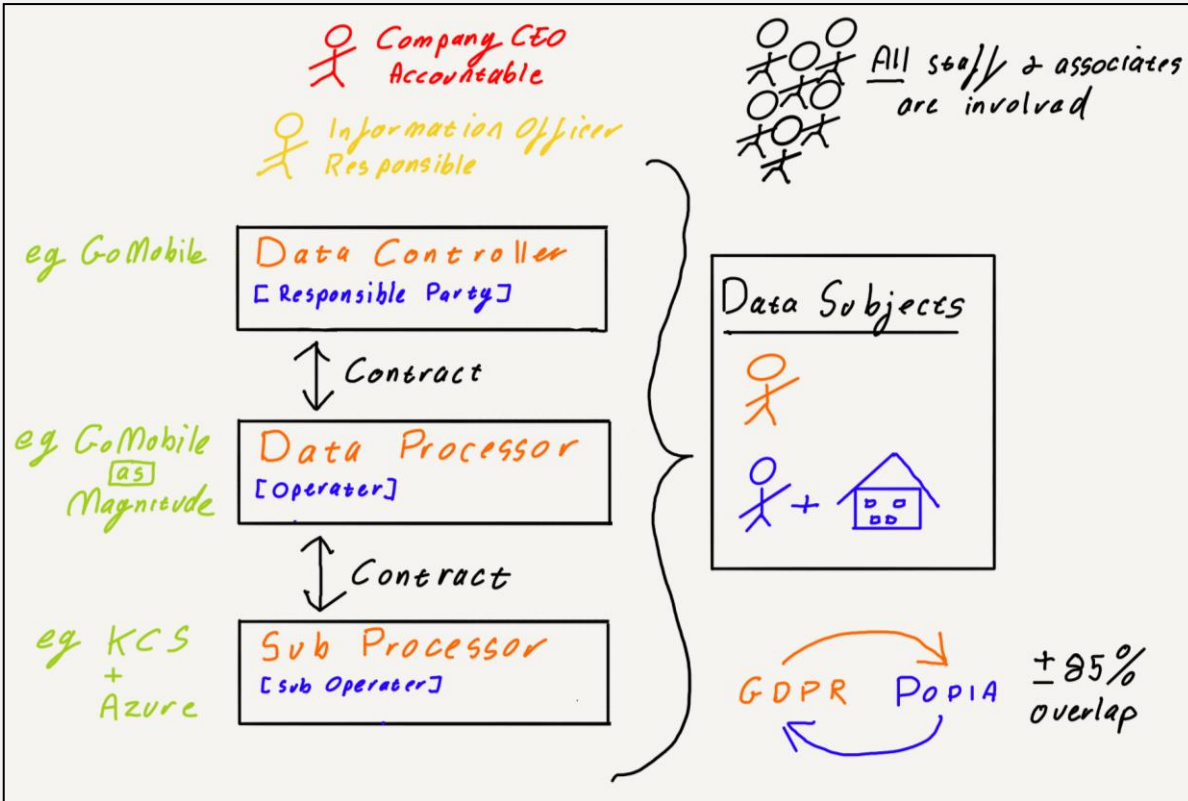 Company CEO
Accountable
All staff & associates
are involved
Information Officer
Responsible
eg GoMobile
Data Controller
[Responsible Party]
Contract
eg GoMobile
as
Magnitude
Data Processor
[Operater]
Contract
eg KCS
+
Azure
Sub Processor
[Sub Operater]
Data Subjects
+
GDPR
POPIA
± 85%
overlap